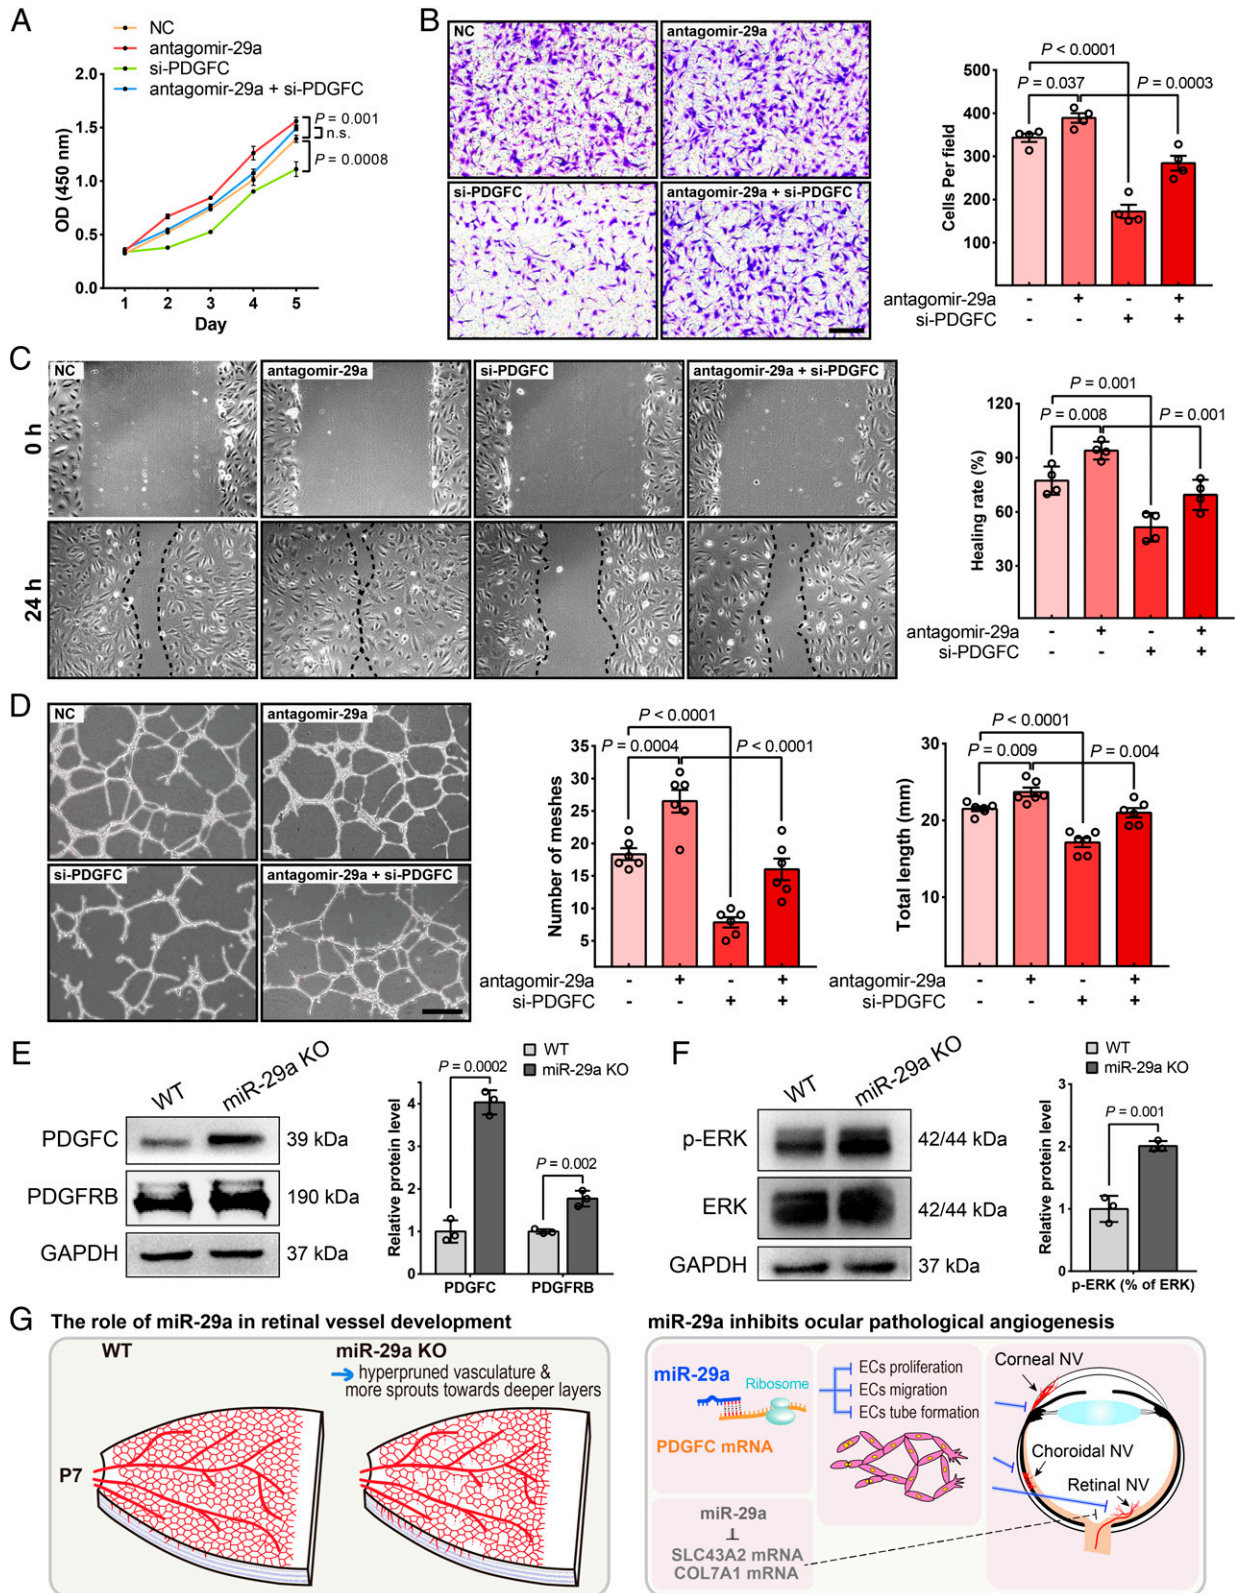 A
NC
antagomir-29a
si-PDGFC
antagomir-29a + si-PDGFC
OD (450 nm)
2.0
1.5
1.0
0.5
0.0
1 2 3 4 5
Day
P = 0.001
n.s.
P = 0.0008
B
NC
antagomir-29a
si-PDGFC
antagomir-29a + si-PDGFC
P < 0.0001
P = 0.037
P = 0.0003
Cells Per field
500
400
300
200
100
antagomir-29a - + - +
si-PDGFC - - + +
C
NC
antagomir-29a
si-PDGFC
antagomir-29a + si-PDGFC
0 h
24 h
P = 0.001
P = 0.008
P = 0.001
Healing rate (%)
120
90
60
30
antagomir-29a - + - +
si-PDGFC - - + +
D
NC
antagomir-29a
si-PDGFC
antagomir-29a + si-PDGFC
P < 0.0001
P = 0.0004
P < 0.0001
Number of meshes
35
25
15
5
antagomir-29a - + - +
si-PDGFC - - + +
P < 0.0001
P = 0.009
P = 0.004
Total length (mm)
30
20
10
antagomir-29a - + - +
si-PDGFC - - + +
E
WT
miR-29a KO
PDGFC
39 kDa
PDGFRB
190 kDa
GAPDH
37 kDa
WT
miR-29a KO
P = 0.0002
P = 0.002
Relative protein level
4
2
1
0
PDGFC
PDGFRB
F
WT
miR-29a KO
p-ERK
42/44 kDa
ERK
42/44 kDa
GAPDH
37 kDa
WT
miR-29a KO
P = 0.001
Relative protein level
3
2
1
0
p-ERK (% of ERK)
G
The role of miR-29a in retinal vessel development
WT
miR-29a KO
hyperpruned vasculature &
more sprouts towards deeper layers
P7
miR-29a inhibits ocular pathological angiogenesis
miR-29a
Ribosome
PDGFC mRNA
ECs proliferation
ECs migration
ECs tube formation
miR-29a
SLC43A2 mRNA
COL7A1 mRNA
Corneal NV
Choroidal NV
Retinal NV